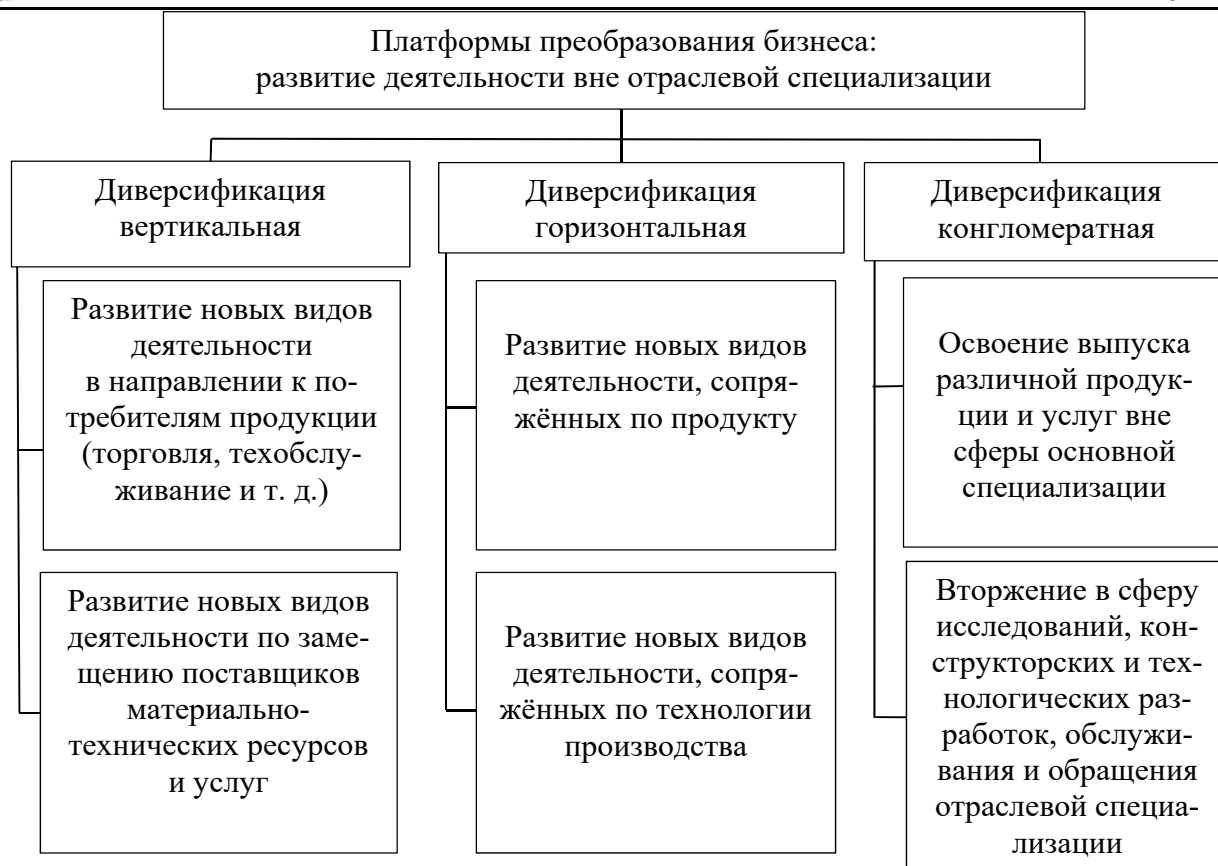 Платформы преобразования бизнеса:
развитие деятельности вне отраслевой специализации
Диверсификация
вертикальная
Развитие новых видов
деятельности
в направлении к по-
требителям продукции
(торговля, техобслу-
живание и т. д.)
Развитие новых видов
деятельности по заме-
щению поставщиков
материально-
технических ресурсов
и услуг
Диверсификация
горизонтальная
Развитие новых видов
деятельности, сопря-
жённых по продукту
Развитие новых видов
деятельности, сопря-
жённых по технологии
производства
Диверсификация
конгломератная
Освоение выпуска
различной продук-
ции и услуг вне
сферы основной
специализации
Вторжение в сферу
исследований, кон-
структорских и тех-
нологических раз-
работок, обслужи-
вания и обращения
отраслевой специа-
лизации